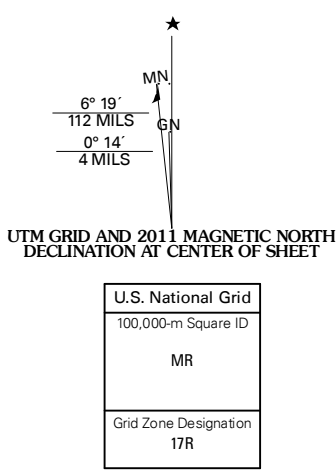 ★
MN
6° 19´
112 MILS
GN
0° 14´
4 MILS
UTM GRID AND 2011 MAGNETIC NORTH
DECLINATION AT CENTER OF SHEET
U.S. National Grid
100,000-m Square ID
MR
Grid Zone Designation
17R